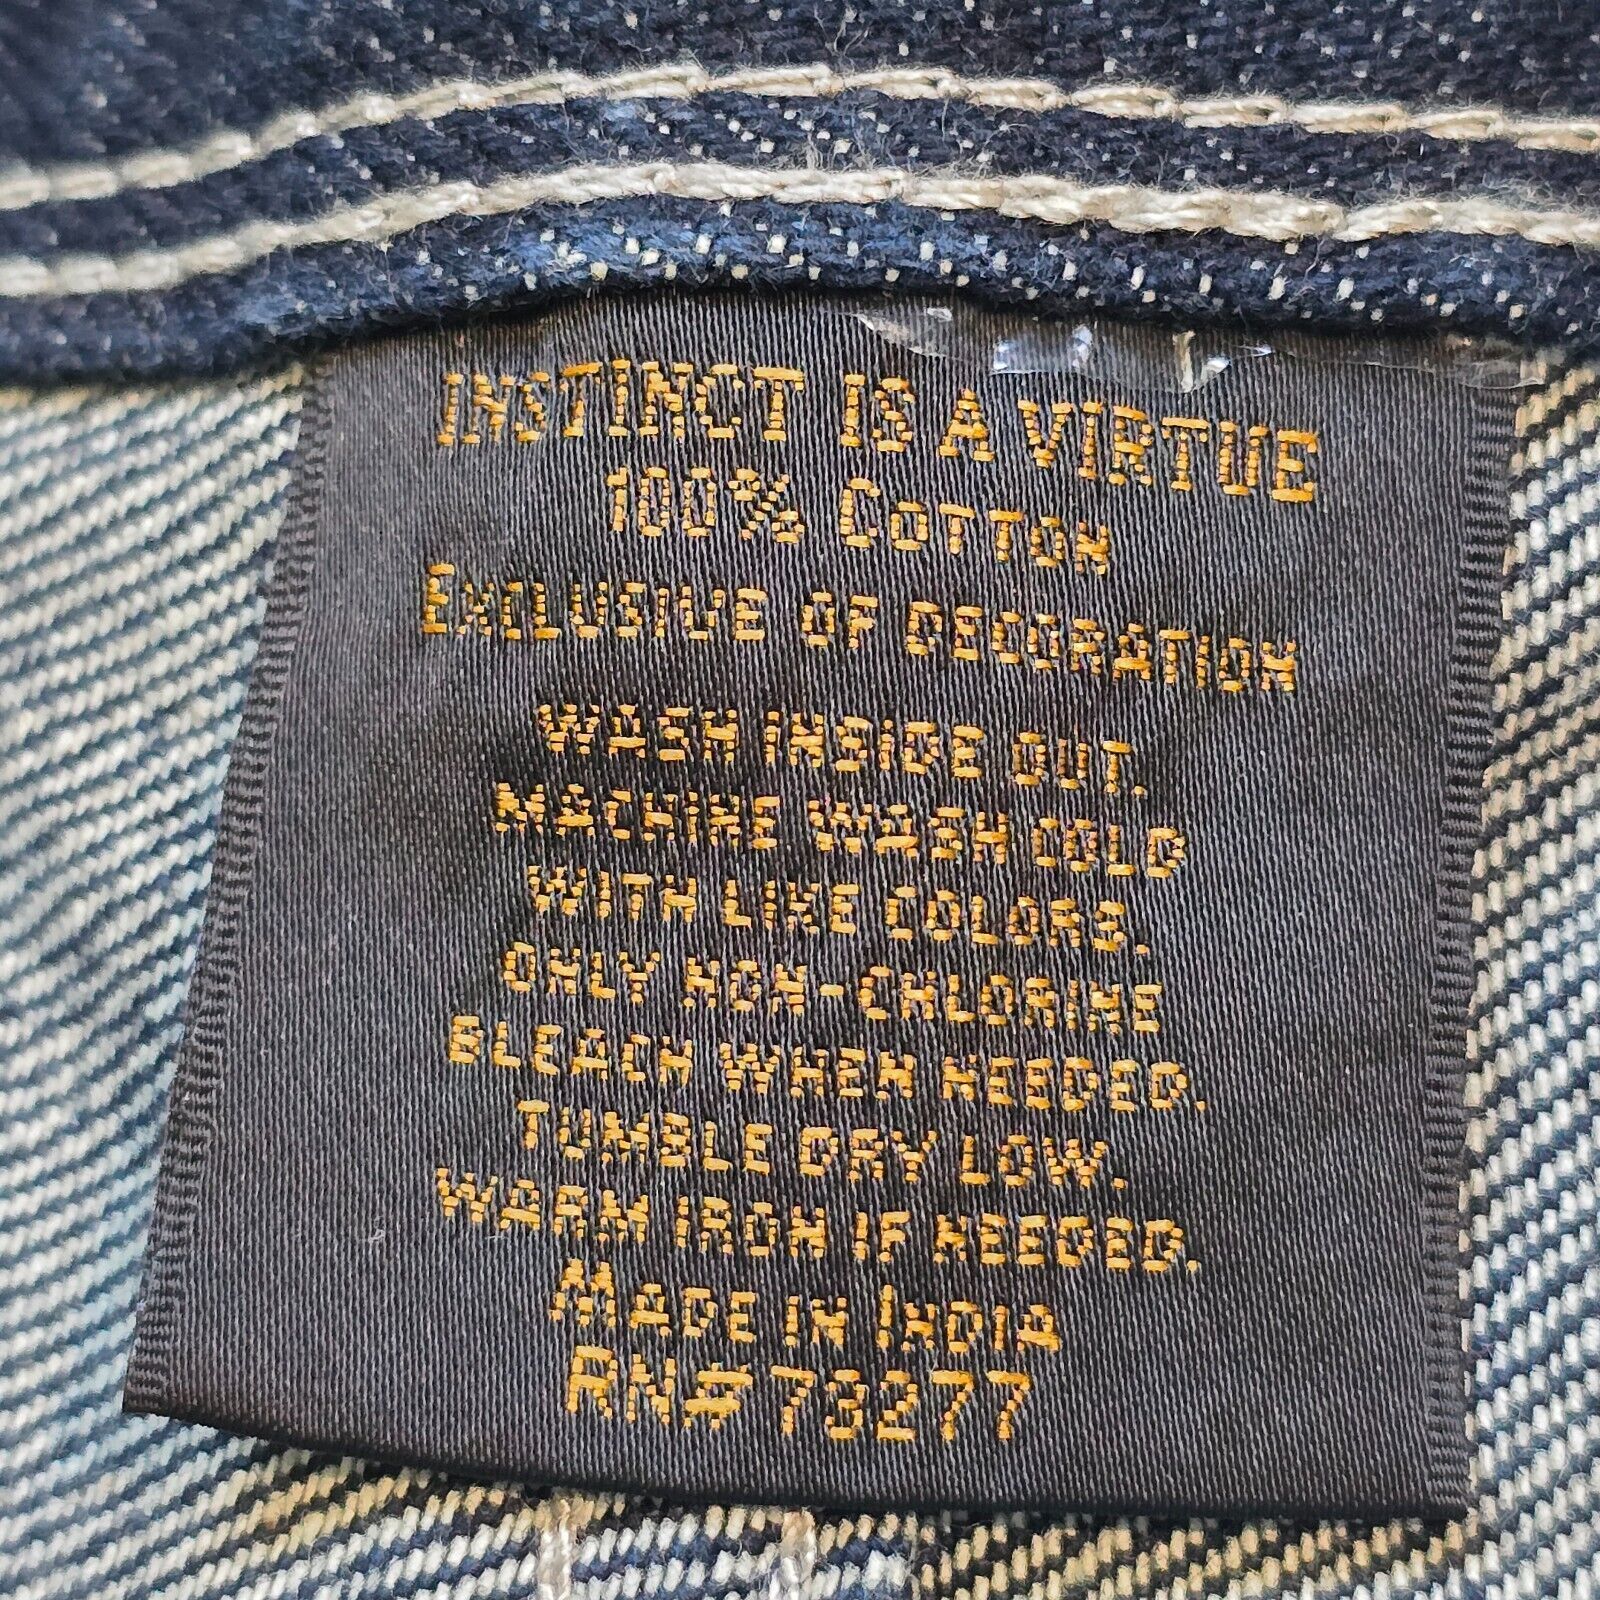 INSTINCT IS A VIRTUE
100% COTTON
EXCLUSIVE OF DECORATION
WASH INSIDE OUT.
MACHINE WASH COLD
WITH LIKE COLORS.
ONLY NON-CHLORINE
BLEACH WHEN NEEDED.
TUMBLE DRY LOW.
WARM IRON IF NEEDED.
MADE IN INDIA
RN# 73277